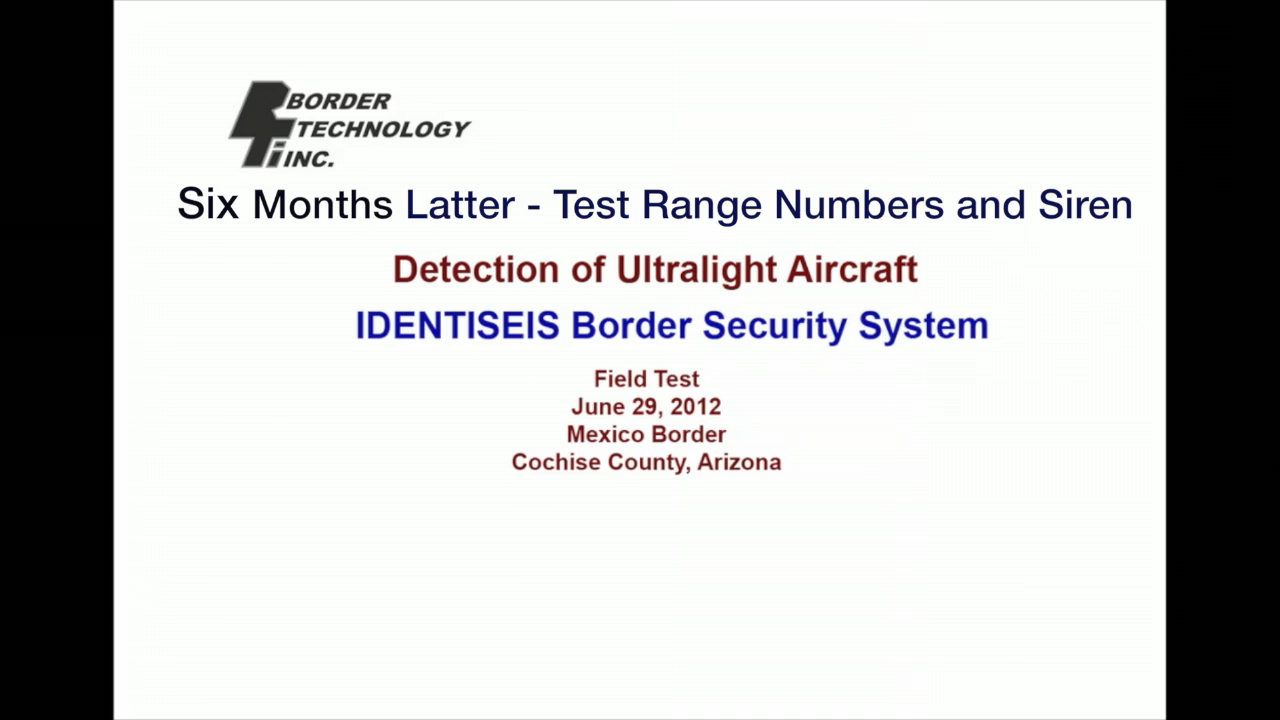 BORDER
TECHNOLOGY
INC.
Six Months Latter - Test Range Numbers and Siren
Detection of Ultralight Aircraft
IDENTISEIS Border Security System
Field Test
June 29, 2012
Mexico Border
Cochise County, Arizona